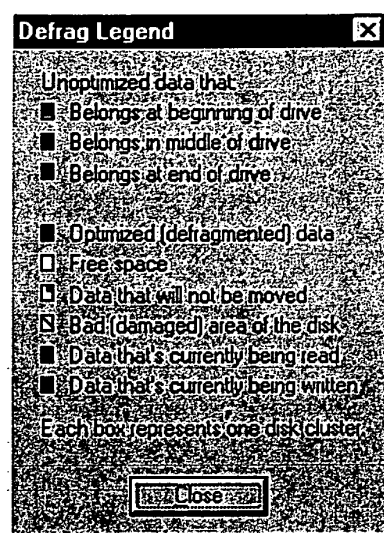 Defrag Legend
Unoptimized data that:
Belongs at beginning of drive
Belongs in middle of drive
Belongs at end of drive
Optimized (defragmented) data
Free space
Data that will not be moved
Bad (damaged) area of the disk
Data that's currently being read
Data that's currently being written
Each box represents one disk cluster.
Close